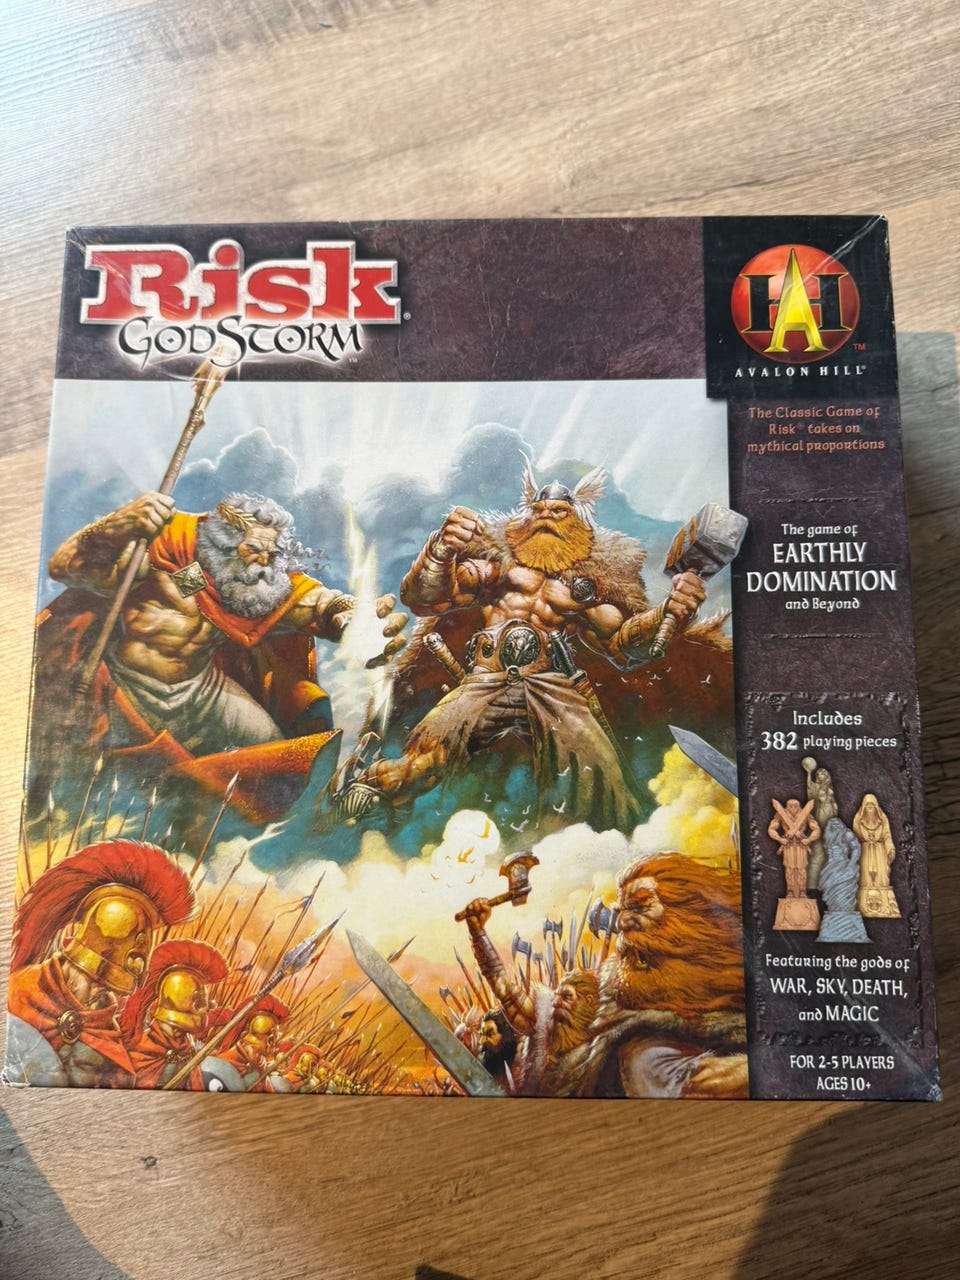 Risk®
GODSTORM™
AH™
AVALON HILL®
The Classic Game of
Risk® takes on
mythical proportions
The game of
EARTHLY
DOMINATION
and Beyond
Includes
382 playing pieces
Featuring the gods of
WAR, SKY, DEATH,
and MAGIC
FOR 2-5 PLAYERS
AGES 10+